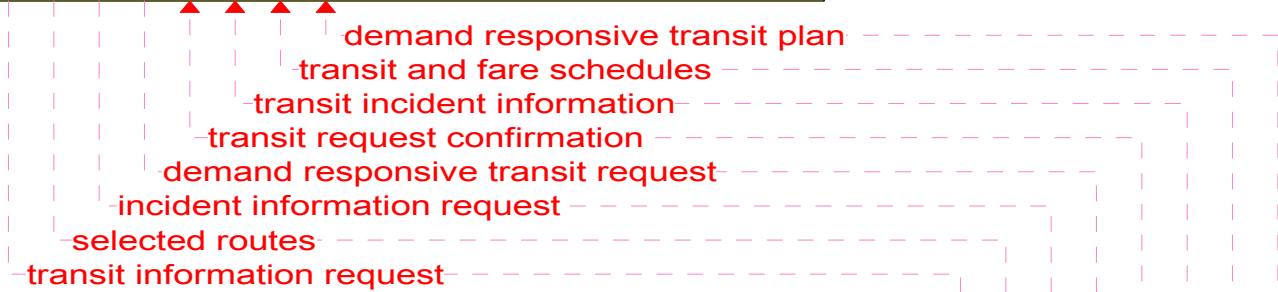 demand responsive transit plan
transit and fare schedules
transit incident information
transit request confirmation
demand responsive transit request
incident information request
selected routes
transit information request